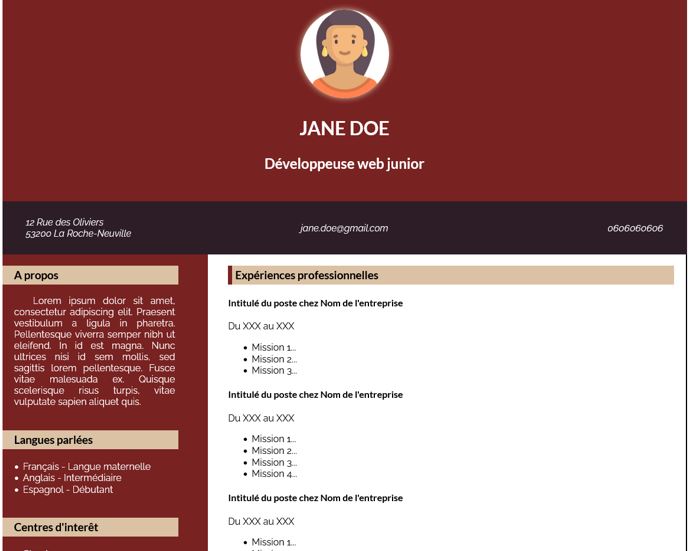 JANE DOE
Développeuse web junior
12 Rue des Oliviers
53200 La Roche-Neuville
jane.doe@gmail.com
0606060606
A propos
Lorem ipsum dolor sit amet,
consectetur adipiscing elit. Praesent
vestibulum a ligula in pharetra.
Pellentesque viverra semper nibh ut
eleifend. In id est magna. Nunc
ultrices nisi id sem mollis, sed
sagittis lorem pellentesque. Fusce
vitae malesuada ex. Quisque
scelerisque risus turpis, vitae
vulputate sapien aliquet quis.
Langues parlées
• Français - Langue maternelle
• Anglais - Intermédiaire
• Espagnol - Débutant
Centres d'interêt
Expériences professionnelles
Intitulé du poste chez Nom de l'entreprise
Du XXX au XXX
• Mission 1...
• Mission 2...
• Mission 3...
Intitulé du poste chez Nom de l'entreprise
Du XXX au XXX
• Mission 1...
• Mission 2...
• Mission 3...
• Mission 4...
Intitulé du poste chez Nom de l'entreprise
Du XXX au XXX
• Mission 1...